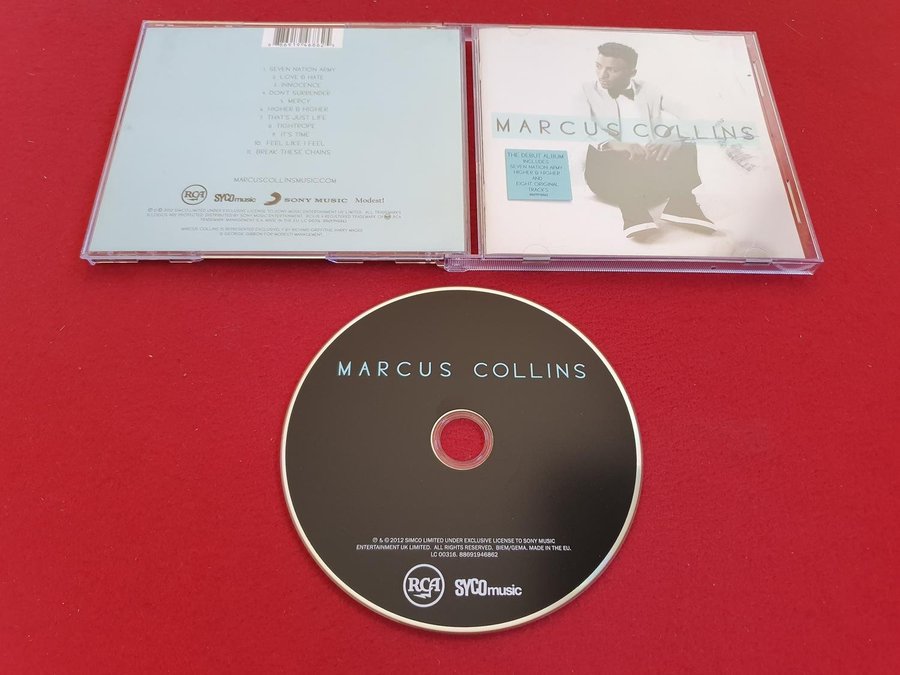 1. SEVEN NATION ARMY
2. LOVE & HATE
3. INNOCENCE
4. DON'T SURRENDER
5. MERCY
6. HIGHER & HIGHER
7. THAT'S JUST LIFE
8. TIGHTROPE
9. IT'S TIME
10. FEEL LIKE I FEEL
11. BREAK THESE CHAINS
MARCUSCOLLINSMUSIC.COM
RCA SYCOmusic SONY MUSIC Modest!
MARCUS COLLINS
THE DEBUT ALBUM
INCLUDES
SEVEN NATION ARMY
HIGHER & HIGHER
AND
EIGHT ORIGINAL
TRACKS
MARCUS COLLINS
℗ & © 2012 SIMCO LIMITED UNDER EXCLUSIVE LICENSE TO SONY MUSIC
ENTERTAINMENT UK LIMITED. ALL RIGHTS RESERVED. BIEM/GEMA. MADE IN THE EU.
LC 00316. 88691946862
RCA SYCOmusic